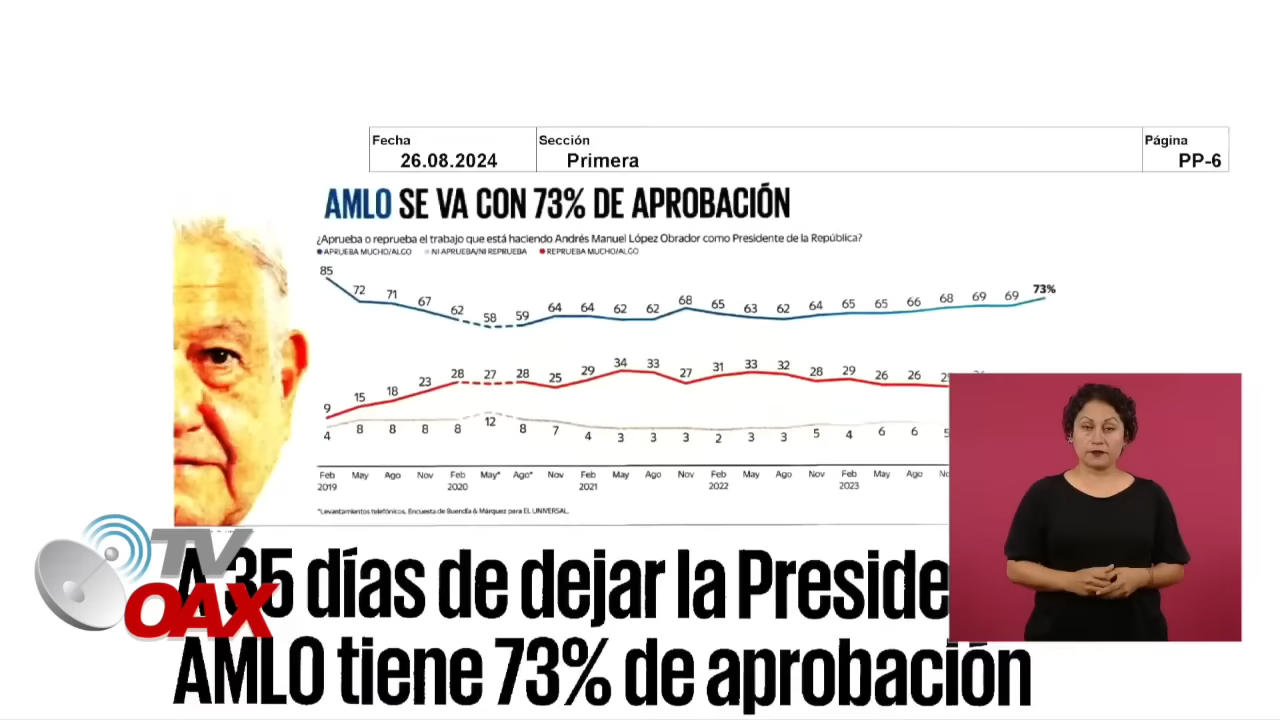 Fecha Sección Página
26.08.2024 Primera PP-6
AMLO SE VA CON 73% DE APROBACIÓN
¿Aprueba o reprueba el trabajo que está haciendo Andrés Manuel López Obrador como Presidente de la República?
APRUEBA MUCHO/ALGO NI APRUEBA/NI REPRUEBA REPRUEBA MUCHO/ALGO
85 72 71 67 62 58 59 64 64 62 62 68 65 63 62 64 65 65 66 68 69 69 73%
9 15 18 23 28 27 28 25 29 34 33 27 31 33 32 28 29 26 26
4 8 8 8 8 12 8 7 4 3 3 3 2 3 3 5 4 6 6
Feb May Ago Nov Feb May* Ago* Nov Feb May Ago Nov Feb May Ago Nov Feb May Ago
2019 2020 2021 2022 2023
*Levantamientos telefónicos. Encuesta de Buendía & Márquez para EL UNIVERSAL.
A 35 días de dejar la Preside
AMLO tiene 73% de aprobación
TV
OAX